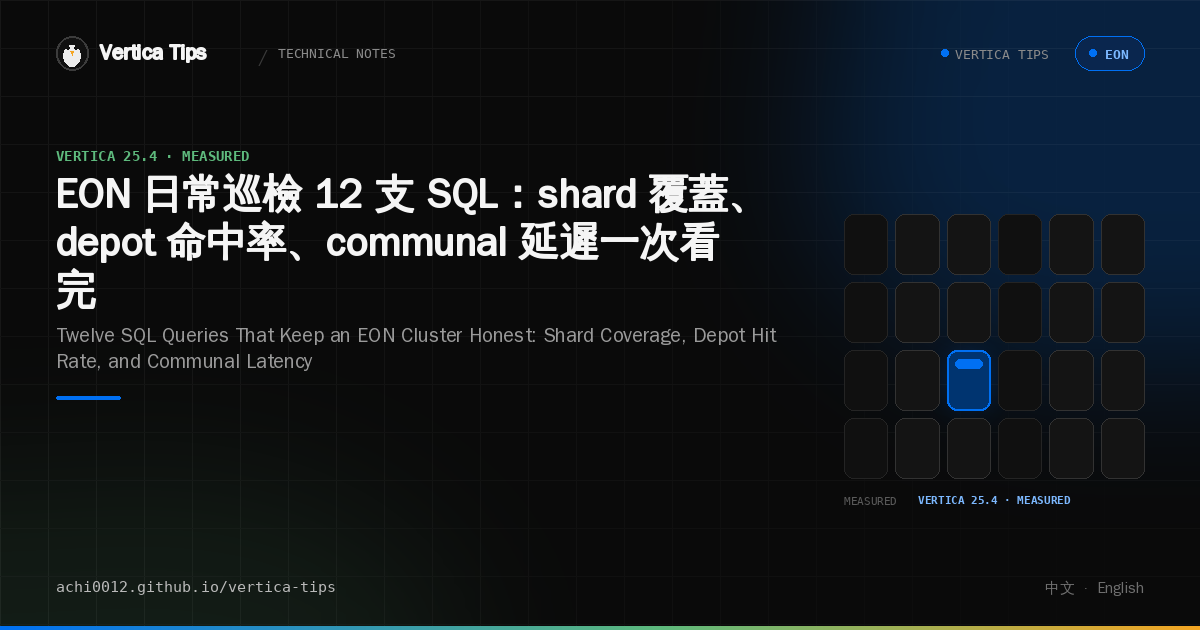 Vertica Tips
/ TECHNICAL NOTES
VERTICA TIPS
EON
VERTICA 25.4 · MEASURED
EON 日常巡檢 12 支 SQL：shard 覆蓋、
depot 命中率、communal 延遲一次看
完
Twelve SQL Queries That Keep an EON Cluster Honest: Shard Coverage, Depot Hit
Rate, and Communal Latency
MEASURED
VERTICA 25.4 · MEASURED
achi0012.github.io/vertica-tips
中文 · English